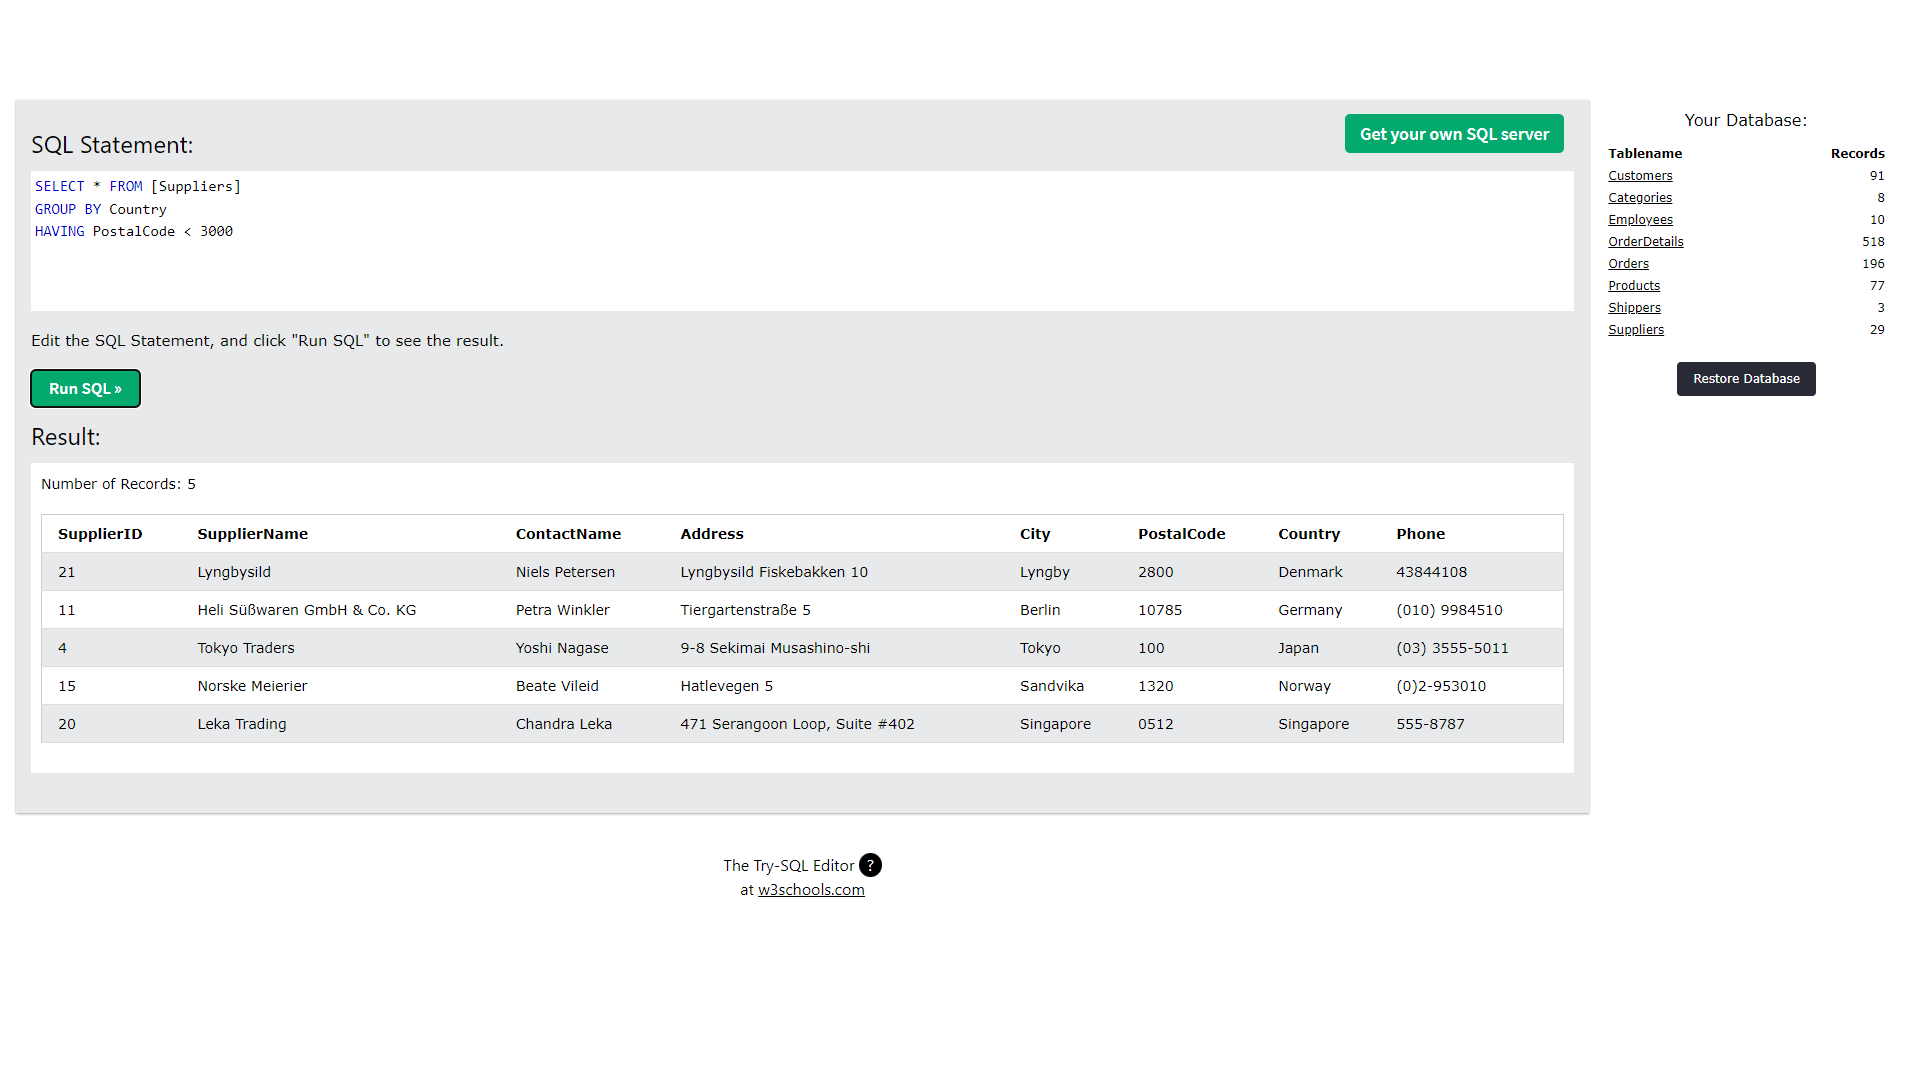 Get your own SQL server
SQL Statement:
SELECT * FROM [Suppliers]
GROUP BY Country
HAVING PostalCode < 3000
Edit the SQL Statement, and click "Run SQL" to see the result.
Run SQL »
Result:
Number of Records: 5
SupplierID SupplierName ContactName Address City PostalCode Country Phone
21 Lyngbysild Niels Petersen Lyngbysild Fiskebakken 10 Lyngby 2800 Denmark 43844108
11 Heli Süßwaren GmbH & Co. KG Petra Winkler Tiergartenstraße 5 Berlin 10785 Germany (010) 9984510
4 Tokyo Traders Yoshi Nagase 9-8 Sekimai Musashino-shi Tokyo 100 Japan (03) 3555-5011
15 Norske Meierier Beate Vileid Hatlevegen 5 Sandvika 1320 Norway (0)2-953010
20 Leka Trading Chandra Leka 471 Serangoon Loop, Suite #402 Singapore 0512 Singapore 555-8787
The Try-SQL Editor ?
at w3schools.com
Your Database:
Tablename Records
Customers 91
Categories 8
Employees 10
OrderDetails 518
Orders 196
Products 77
Shippers 3
Suppliers 29
Restore Database